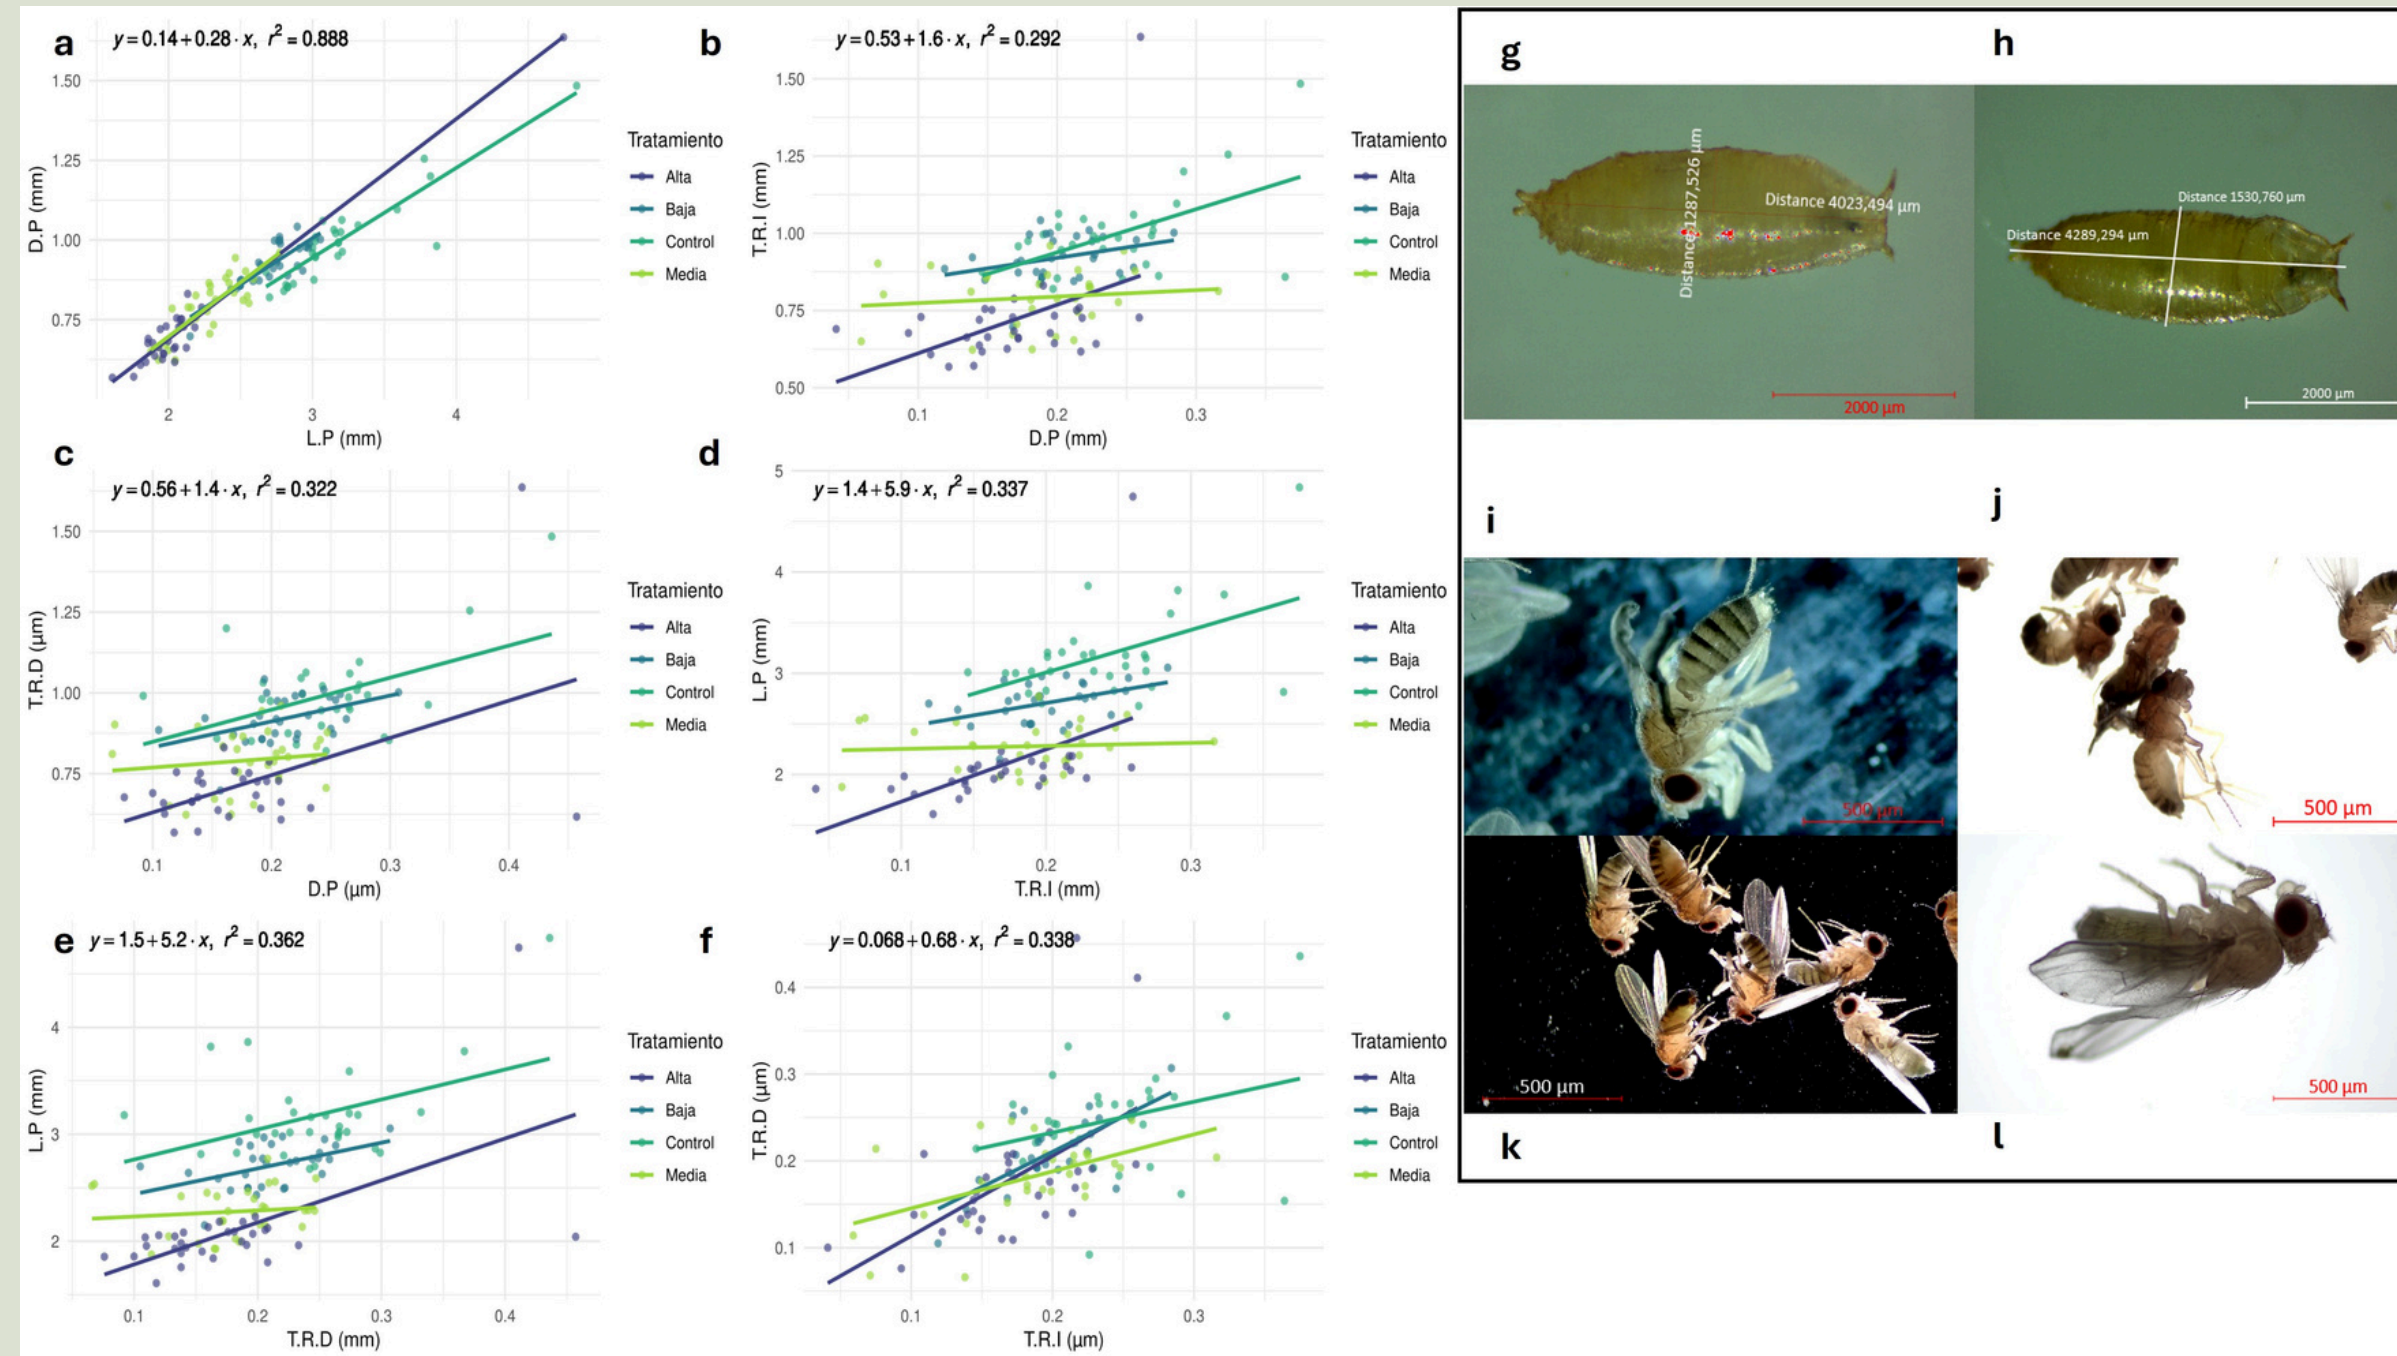 a
y = 0.14 + 0.28 · x, r² = 0.888
D.P (mm)
1.50
1.25
1.00
0.75
2 3 4
L.P (mm)
Tratamiento
Alta
Baja
Control
Media
b
y = 0.53 + 1.6 · x, r² = 0.292
T.R.I (mm)
1.50
1.25
1.00
0.75
0.50
0.1 0.2 0.3
D.P (mm)
Tratamiento
Alta
Baja
Control
Media
c
y = 0.56 + 1.4 · x, r² = 0.322
T.R.D (µm)
1.50
1.25
1.00
0.75
0.1 0.2 0.3 0.4
D.P (µm)
Tratamiento
Alta
Baja
Control
Media
d
y = 1.4 + 5.9 · x, r² = 0.337
L.P (mm)
5
4
3
2
0.1 0.2 0.3
T.R.I (mm)
Tratamiento
Alta
Baja
Control
Media
e
y = 1.5 + 5.2 · x, r² = 0.362
L.P (mm)
4
3
2
0.1 0.2 0.3 0.4
T.R.D (mm)
Tratamiento
Alta
Baja
Control
Media
f
y = 0.068 + 0.68 · x, r² = 0.338
T.R.D (µm)
0.4
0.3
0.2
0.1
0.1 0.2 0.3
T.R.I (µm)
Tratamiento
Alta
Baja
Control
Media
g
Distance 1287,526 µm
Distance 4023,494 µm
2000 µm
h
Distance 1530,760 µm
Distance 4289,294 µm
2000 µm
i
500 µm
j
500 µm
500 µm
k
500 µm
l